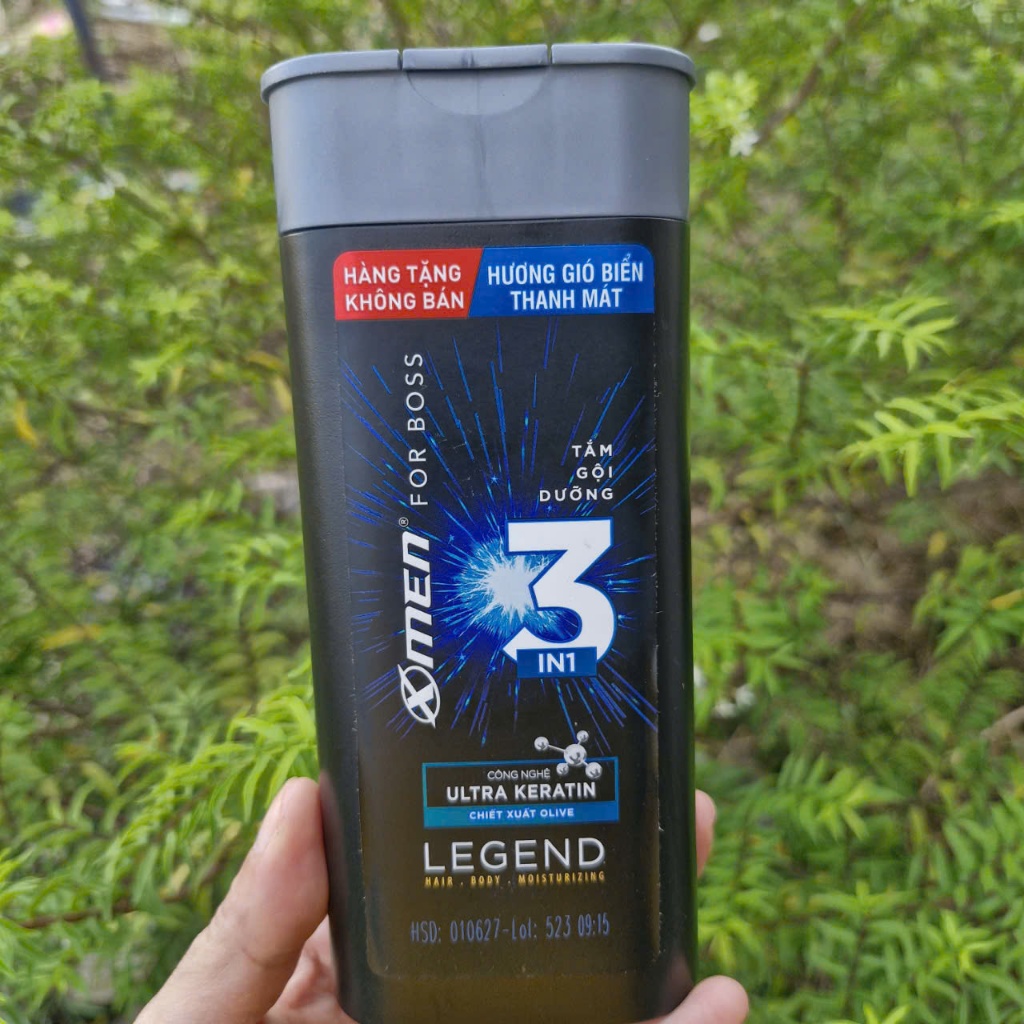 HÀNG TẶNG
KHÔNG BÁN
HƯƠNG GIÓ BIỂN
THANH MÁT
XMEN® FOR BOSS
TẮM
GỘI
DƯỠNG
3
IN1
CÔNG NGHỆ
ULTRA KERATIN
CHIẾT XUẤT OLIVE
LEGEND
HAIR . BODY . MOISTURIZING
HSD: 010627-Lot: 523 09:15